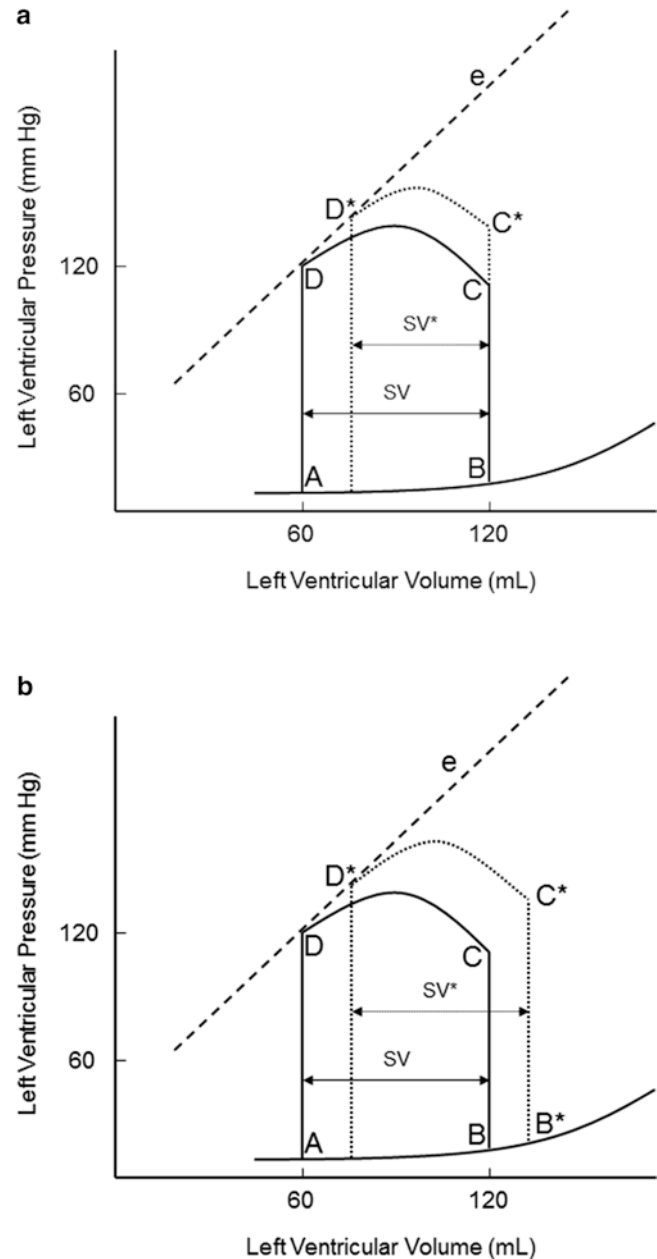 a
e
D*
C*
120
D
C
SV*
60
SV
A
B
60
120
Left Ventricular Pressure (mm Hg)
Left Ventricular Volume (mL)
b
e
D*
C*
120
D
C
SV*
60
SV
B*
A
B
60
120
Left Ventricular Pressure (mm Hg)
Left Ventricular Volume (mL)